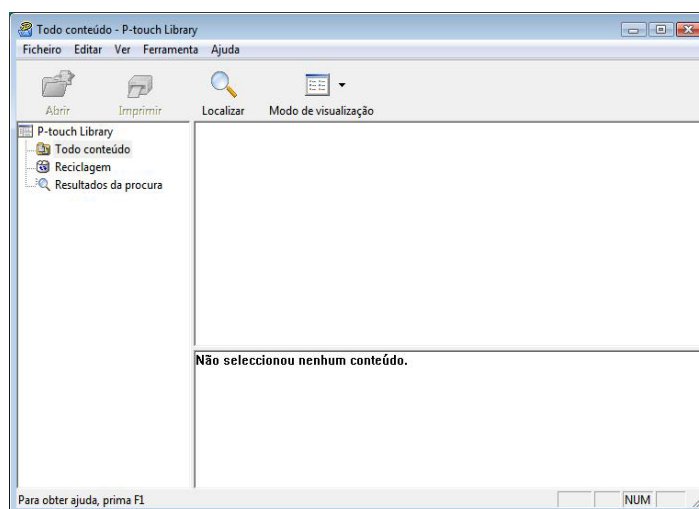 Todo conteúdo - P-touch Library
Ficheiro Editar Ver Ferramenta Ajuda
Abrir Imprimir Localizar Modo de visualização
P-touch Library
Todo conteúdo
Reciclagem
Resultados da procura
Não seleccionou nenhum conteúdo.
Para obter ajuda, prima F1 NUM